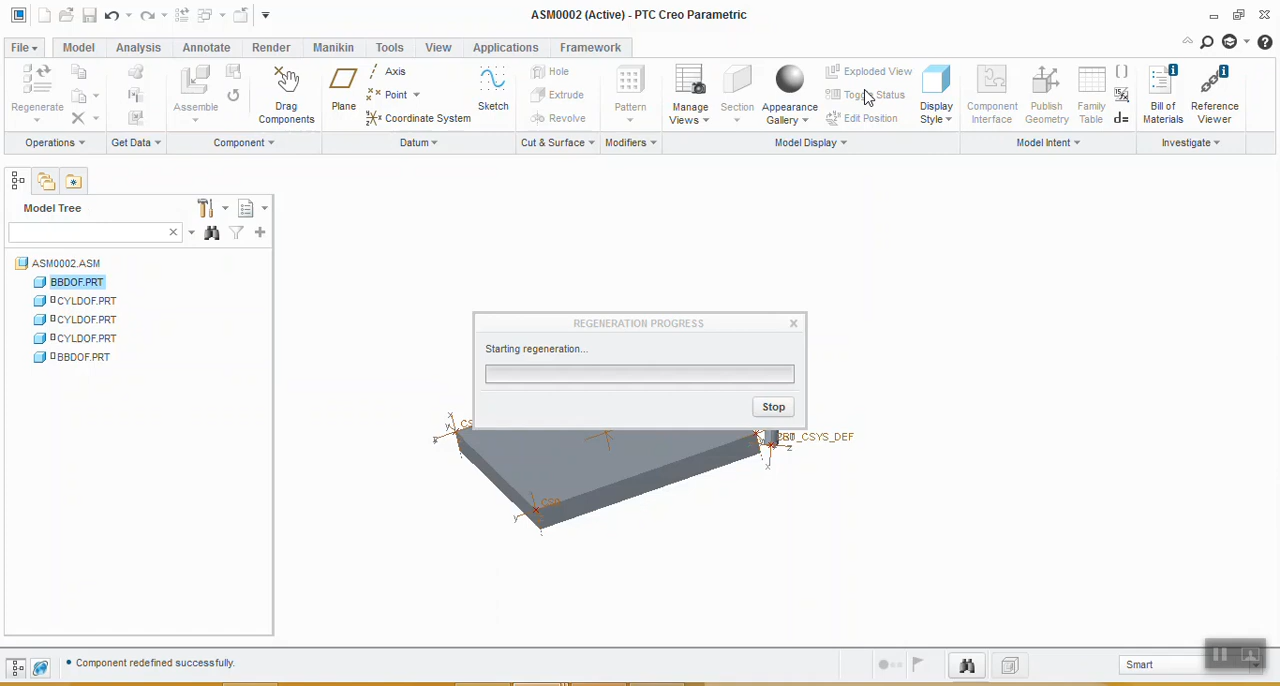 ASM0002 (Active) - PTC Creo Parametric
File Model Analysis Annotate Render Manikin Tools View Applications Framework
Regenerate
Assemble
Drag Components
Plane
Axis
Point
Coordinate System
Sketch
Hole
Extrude
Revolve
Pattern
Manage Views
Section
Appearance Gallery
Exploded View
Toggle Status
Edit Position
Display Style
Component Interface
Publish Geometry
Family Table
d=
Bill of Materials
Reference Viewer
Operations Get Data Component Datum Cut & Surface Modifiers Model Display Model Intent Investigate
Model Tree
ASM0002.ASM
BBDOF.PRT
CYLDOF.PRT
CYLDOF.PRT
CYLDOF.PRT
BBDOF.PRT
REGENERATION PROGRESS
Starting regeneration...
Stop
x
y
z
_CSYS_DEF
z
x
y
Component redefined successfully.
Smart